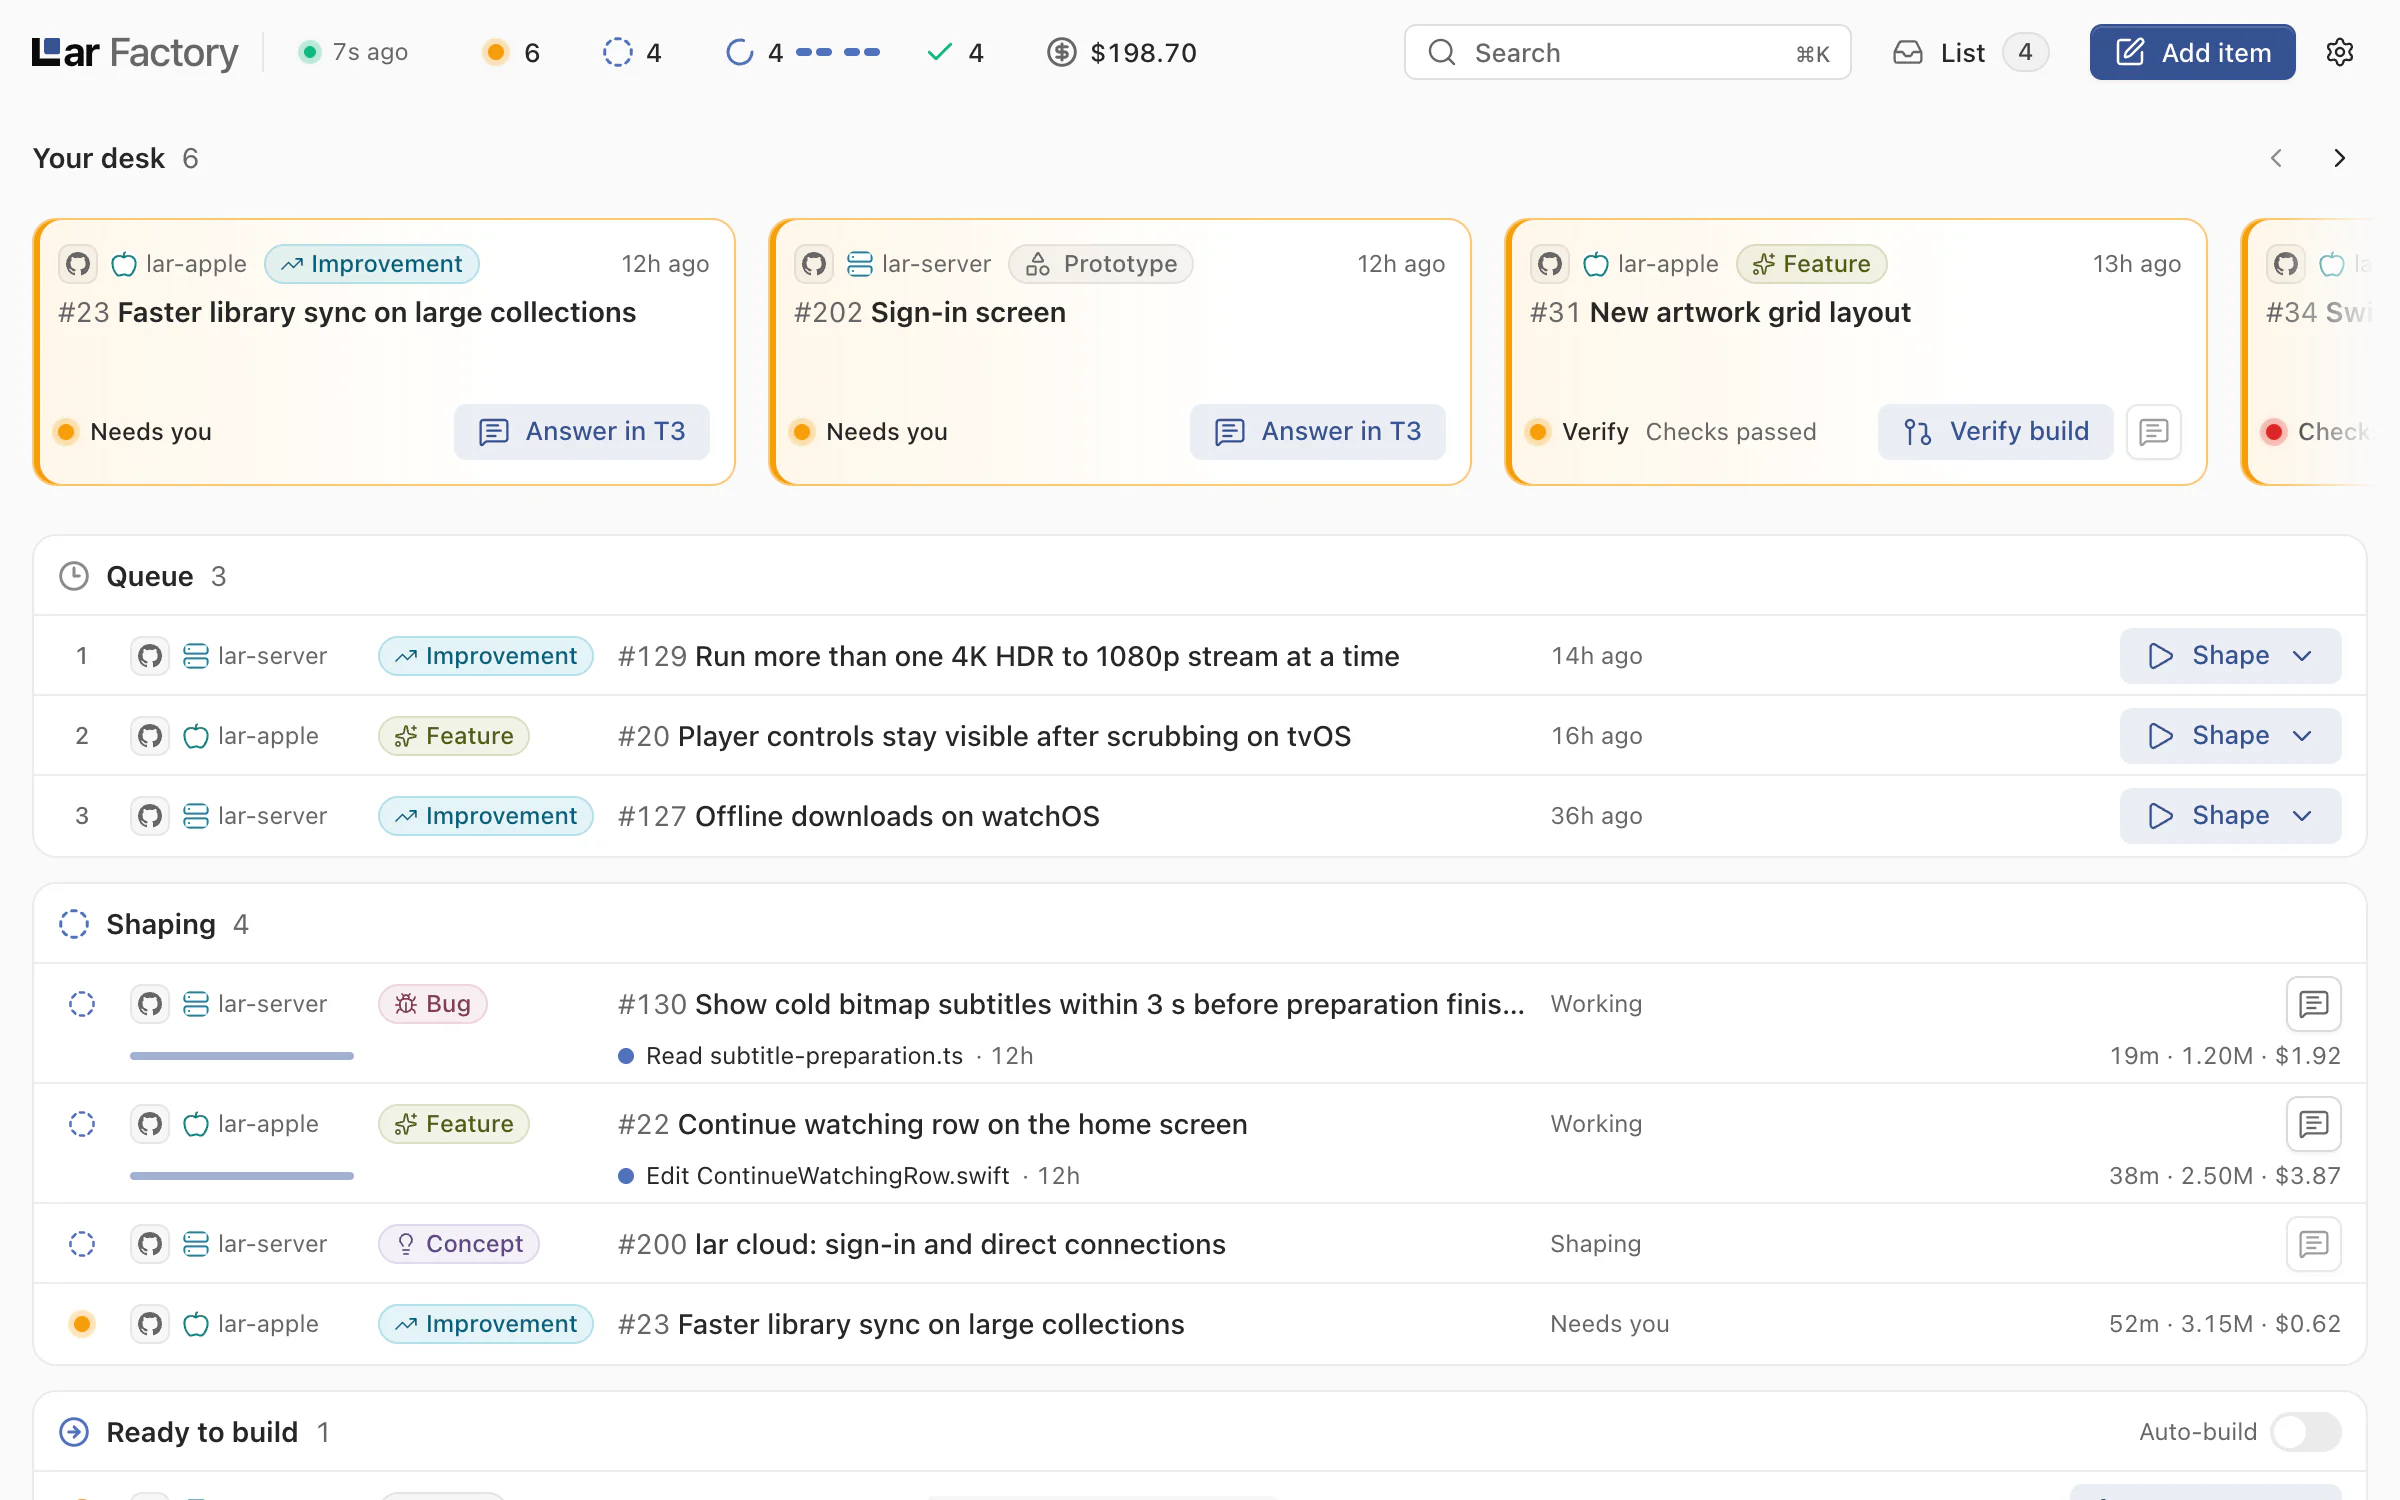 Lar Factory 7s ago 6 4 4 4 $198.70 Search ⌘K List 4 Add item
Your desk 6
lar-apple Improvement 12h ago
#23 Faster library sync on large collections
Needs you Answer in T3
lar-server Prototype 12h ago
#202 Sign-in screen
Needs you Answer in T3
lar-apple Feature 13h ago
#31 New artwork grid layout
Verify Checks passed Verify build
#34
Queue 3
1 lar-server Improvement #129 Run more than one 4K HDR to 1080p stream at a time 14h ago Shape
2 lar-apple Feature #20 Player controls stay visible after scrubbing on tvOS 16h ago Shape
3 lar-server Improvement #127 Offline downloads on watchOS 36h ago Shape
Shaping 4
lar-server Bug #130 Show cold bitmap subtitles within 3 s before preparation finis... Working
Read subtitle-preparation.ts · 12h 19m · 1.20M · $1.92
lar-apple Feature #22 Continue watching row on the home screen Working
Edit ContinueWatchingRow.swift · 12h 38m · 2.50M · $3.87
lar-server Concept #200 lar cloud: sign-in and direct connections Shaping
lar-apple Improvement #23 Faster library sync on large collections Needs you 52m · 3.15M · $0.62
Ready to build 1 Auto-build